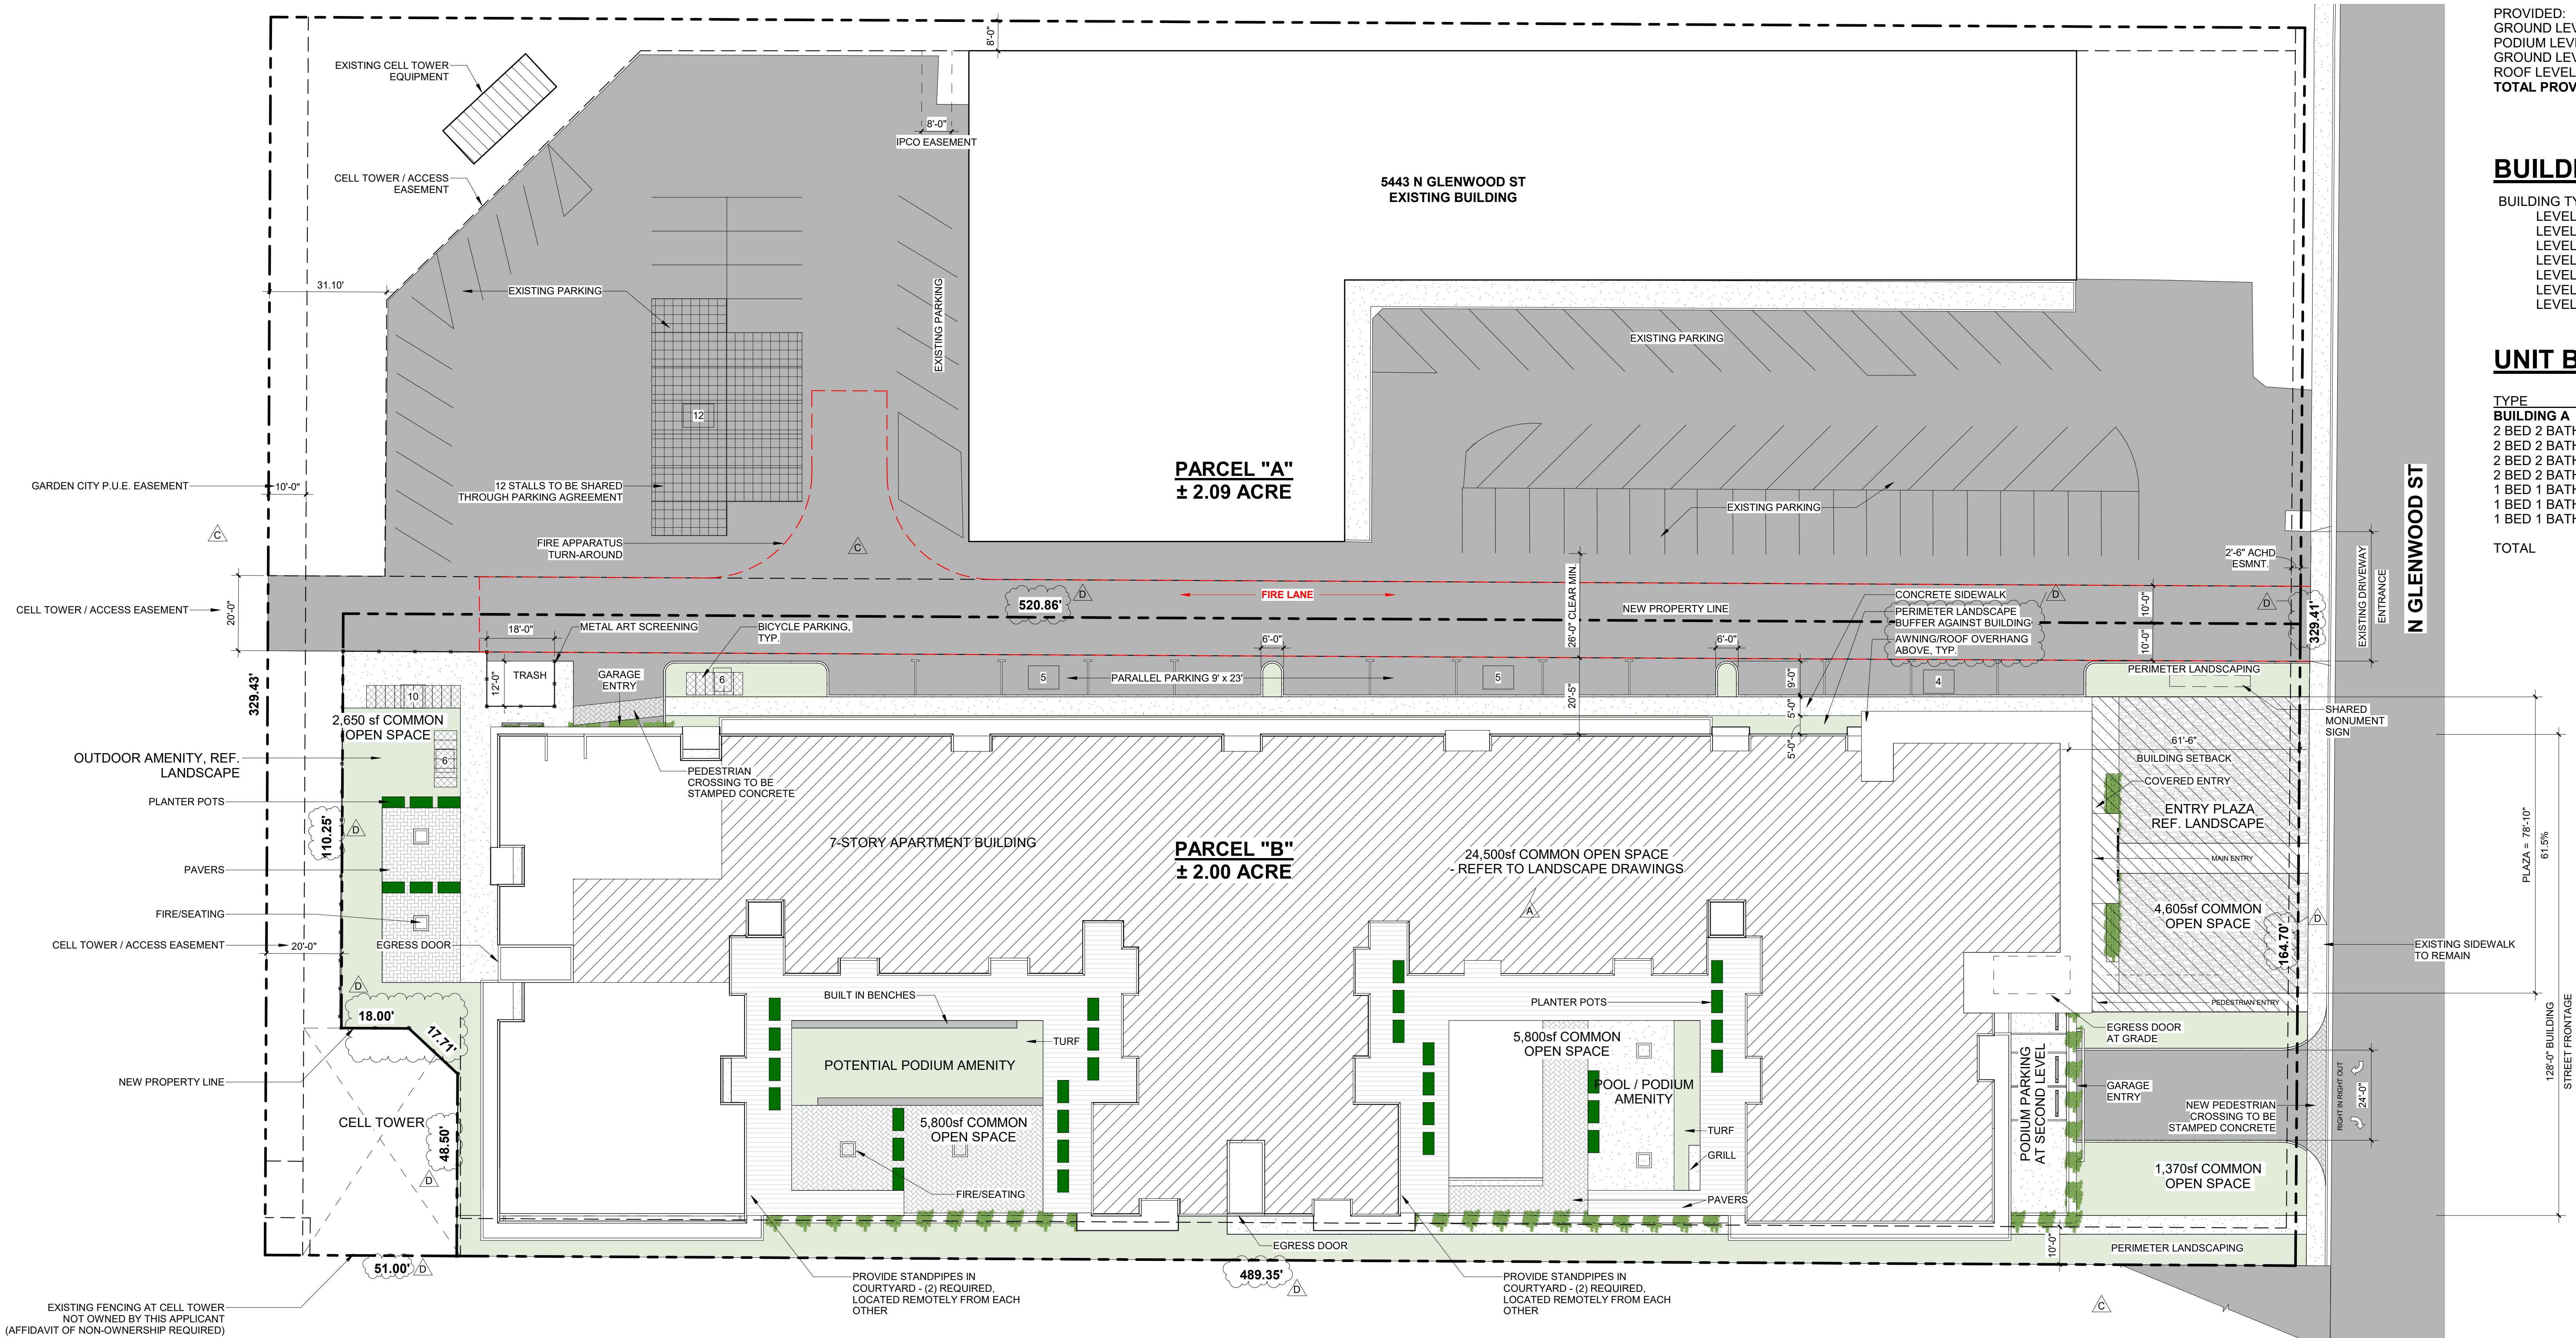 8'-0"
EXISTING CELL TOWER
EQUIPMENT
8'-0"
IPCO EASEMENT
CELL TOWER / ACCESS
EASEMENT
5443 N GLENWOOD ST
EXISTING BUILDING
31.10'
EXISTING PARKING
EXISTING PARKING
EXISTING PARKING
12
PARCEL "A"
± 2.09 ACRE
GARDEN CITY P.U.E. EASEMENT
10'-0"
12 STALLS TO BE SHARED
THROUGH PARKING AGREEMENT
EXISTING PARKING
C
FIRE APPARATUS
TURN-AROUND
C
26'-0" CLEAR MIN.
2'-6" ACHD
ESMNT.
EXISTING DRIVEWAY
ENTRANCE
N GLENWOOD ST
CELL TOWER / ACCESS EASEMENT
20'-0"
520.86'
D
FIRE LANE
NEW PROPERTY LINE
CONCRETE SIDEWALK
PERIMETER LANDSCAPE
BUFFER AGAINST BUILDING
AWNING/ROOF OVERHANG
ABOVE, TYP.
D
10'-0"
10'-0"
D
329.41'
18'-0"
METAL ART SCREENING
BICYCLE PARKING,
TYP.
6'-0"
6'-0"
329.43'
TRASH
12'-0"
GARAGE
ENTRY
6
5
PARALLEL PARKING 9' x 23'
5
20'-5"
9'-0"
5'-0"
5'-0"
4
PERIMETER LANDSCAPING
10
2,650 sf COMMON
OPEN SPACE
SHARED
MONUMENT
SIGN
OUTDOOR AMENITY, REF.
LANDSCAPE
6
PEDESTRIAN
CROSSING TO BE
STAMPED CONCRETE
61'-6"
BUILDING SETBACK
COVERED ENTRY
PLANTER POTS
110.25'
D
7-STORY APARTMENT BUILDING
PARCEL "B"
± 2.00 ACRE
24,500sf COMMON OPEN SPACE
- REFER TO LANDSCAPE DRAWINGS
A
ENTRY PLAZA
REF. LANDSCAPE
MAIN ENTRY
PLAZA = 78'-10"
61.5%
PAVERS
FIRE/SEATING
4,605sf COMMON
OPEN SPACE
D
164.70'
CELL TOWER / ACCESS EASEMENT
20'-0"
EGRESS DOOR
EXISTING SIDEWALK
TO REMAIN
D
18.00'
17.71'
BUILT IN BENCHES
PLANTER POTS
PEDESTRIAN ENTRY
TURF
POTENTIAL PODIUM AMENITY
5,800sf COMMON
OPEN SPACE
POOL / PODIUM
AMENITY
EGRESS DOOR
AT GRADE
NEW PROPERTY LINE
PODIUM PARKING
AT SECOND LEVEL
GARAGE
ENTRY
RIGHT IN RIGHT OUT
24'-0"
128'-0" BUILDING
STREET FRONTAGE
NEW PEDESTRIAN
CROSSING TO BE
STAMPED CONCRETE
CELL TOWER
48.50'
D
5,800sf COMMON
OPEN SPACE
TURF
GRILL
1,370sf COMMON
OPEN SPACE
FIRE/SEATING
PAVERS
EGRESS DOOR
10'-0"
PERIMETER LANDSCAPING
51.00'
D
489.35'
D
PROVIDE STANDPIPES IN
COURTYARD - (2) REQUIRED,
LOCATED REMOTELY FROM EACH
OTHER
PROVIDE STANDPIPES IN
COURTYARD - (2) REQUIRED,
LOCATED REMOTELY FROM EACH
OTHER
C
EXISTING FENCING AT CELL TOWER
NOT OWNED BY THIS APPLICANT
(AFFIDAVIT OF NON-OWNERSHIP REQUIRED)
PROVIDED:
GROUND LEV
PODIUM LEV
GROUND LEV
ROOF LEVEL
TOTAL PROV
BUILD
BUILDING TY
LEVEL
LEVEL
LEVEL
LEVEL
LEVEL
LEVEL
LEVEL
UNIT B
TYPE
BUILDING A
2 BED 2 BATH
2 BED 2 BATH
2 BED 2 BATH
2 BED 2 BATH
1 BED 1 BATH
1 BED 1 BATH
1 BED 1 BATH
TOTAL